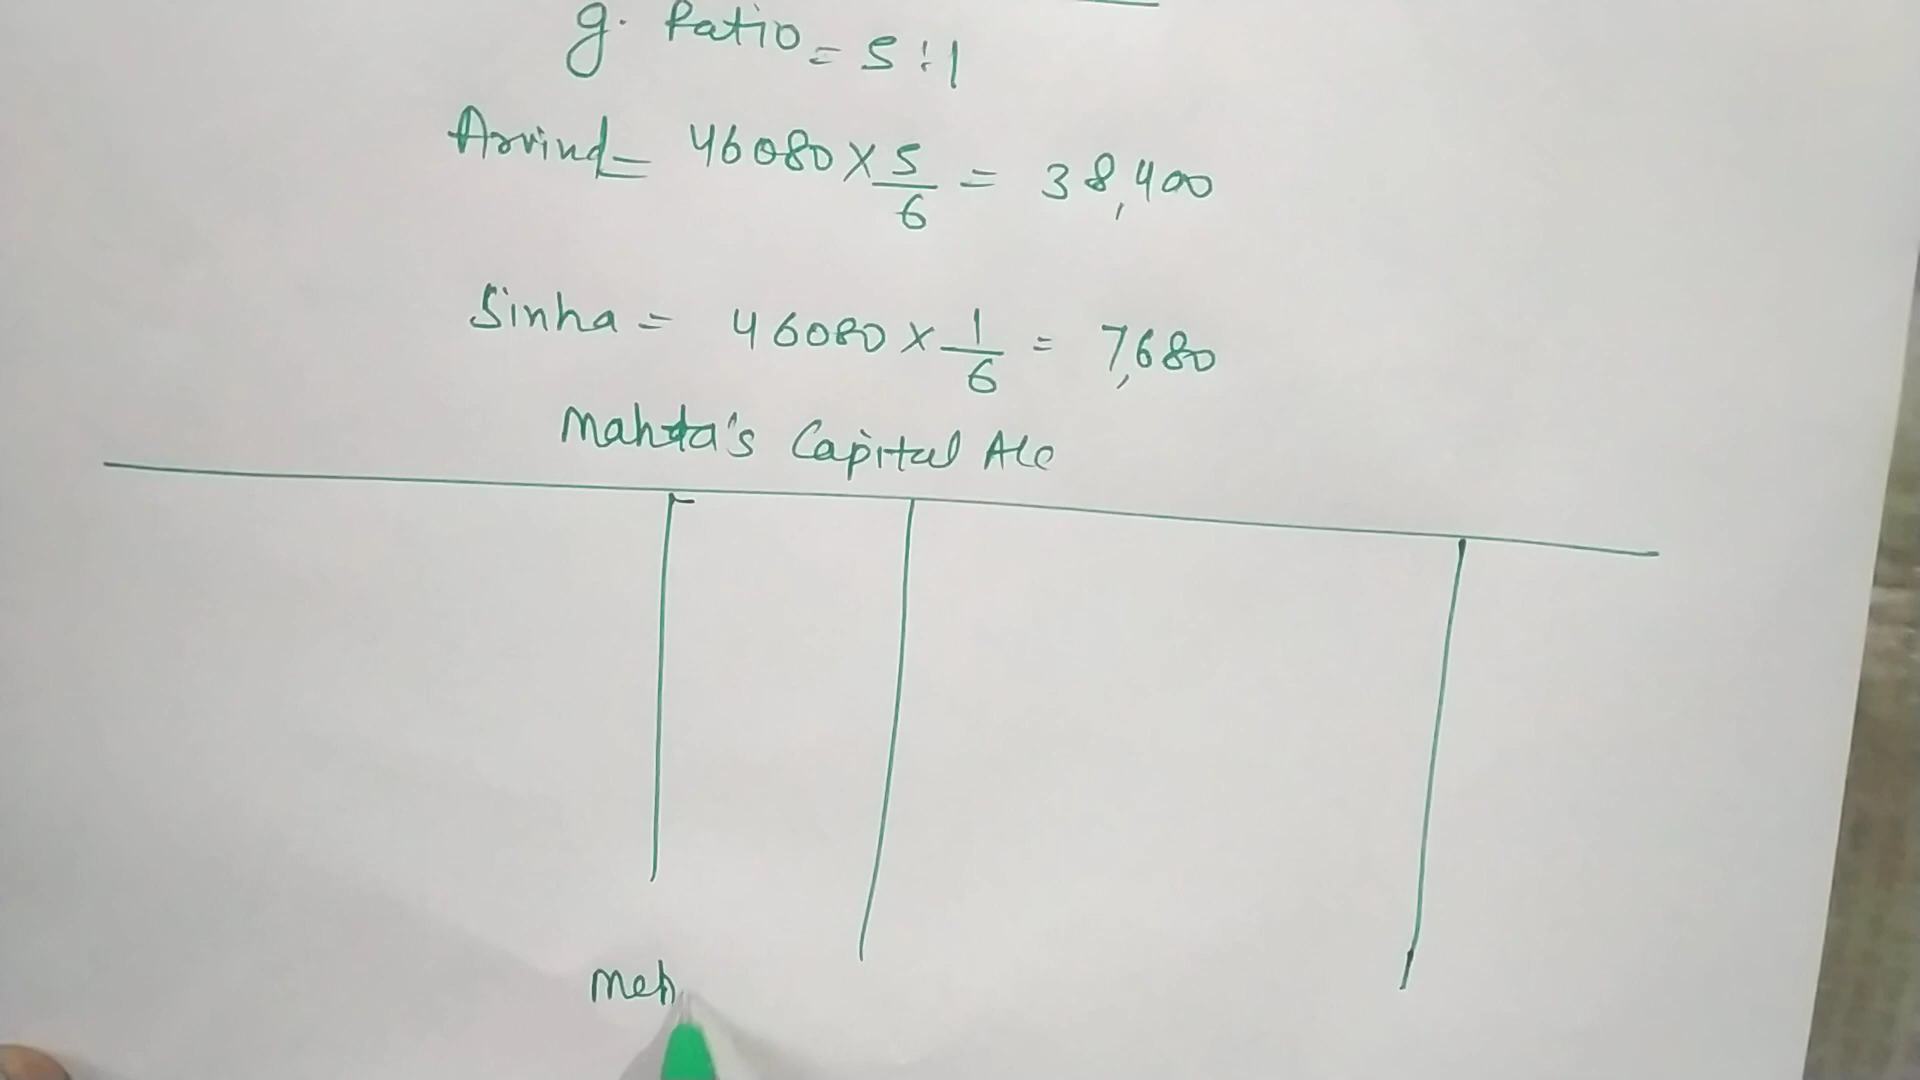 g. Ratio = 5:1
Arvind = 46080 × 5/6 = 38,400
Sinha = 46080 × 1/6 = 7,680
Mahta's Capital A/c
Meh